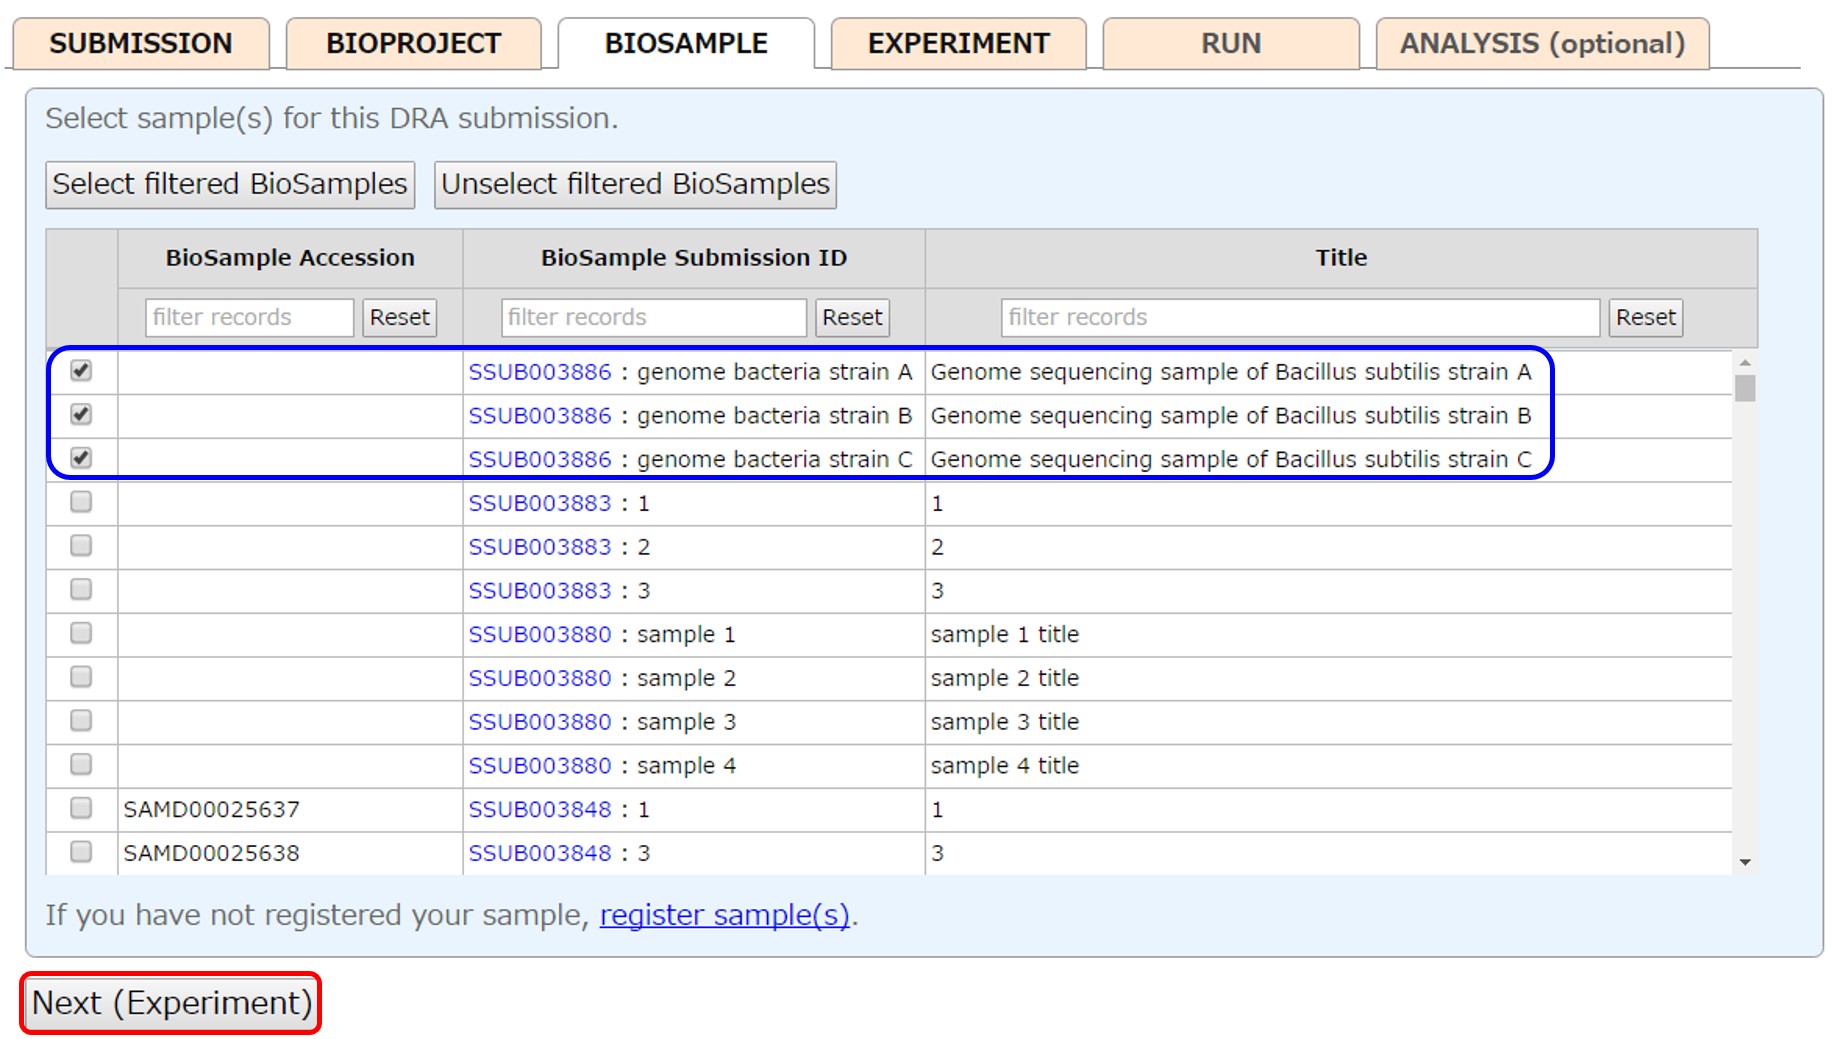 SUBMISSION BIOPROJECT BIOSAMPLE EXPERIMENT RUN ANALYSIS (optional)
Select sample(s) for this DRA submission.
Select filtered BioSamples Unselect filtered BioSamples
BioSample Accession BioSample Submission ID Title
filter records Reset filter records Reset filter records Reset
SSUB003886 : genome bacteria strain A Genome sequencing sample of Bacillus subtilis strain A
SSUB003886 : genome bacteria strain B Genome sequencing sample of Bacillus subtilis strain B
SSUB003886 : genome bacteria strain C Genome sequencing sample of Bacillus subtilis strain C
SSUB003883 : 1 1
SSUB003883 : 2 2
SSUB003883 : 3 3
SSUB003880 : sample 1 sample 1 title
SSUB003880 : sample 2 sample 2 title
SSUB003880 : sample 3 sample 3 title
SSUB003880 : sample 4 sample 4 title
SAMD00025637 SSUB003848 : 1 1
SAMD00025638 SSUB003848 : 3 3
If you have not registered your sample, register sample(s).
Next (Experiment)